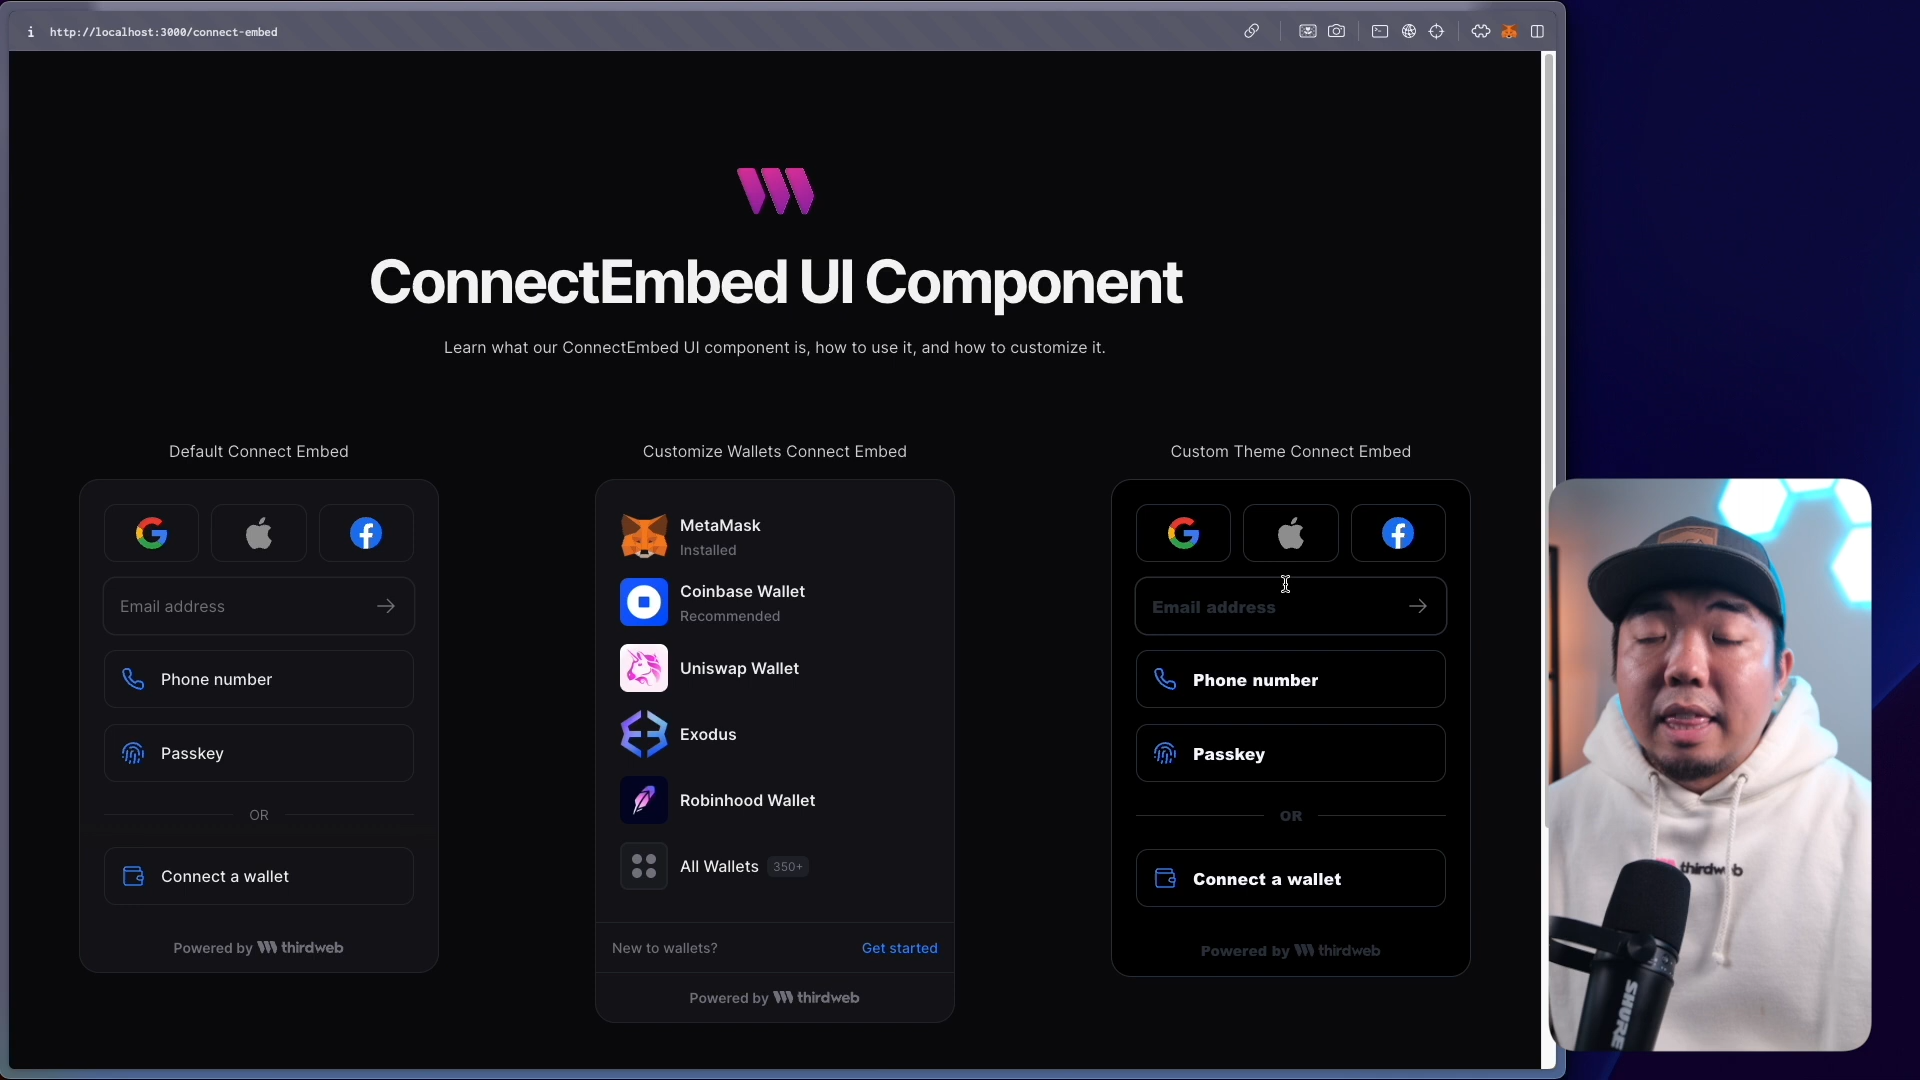 http://localhost:3000/connect-embed
ConnectEmbed UI Component
Learn what our ConnectEmbed UI component is, how to use it, and how to customize it.
Default Connect Embed
Email address
Phone number
Passkey
OR
Connect a wallet
Powered by thirdweb
Customize Wallets Connect Embed
MetaMask
Installed
Coinbase Wallet
Recommended
Uniswap Wallet
Exodus
Robinhood Wallet
All Wallets 350+
New to wallets? Get started
Powered by thirdweb
Custom Theme Connect Embed
Email address
Phone number
Passkey
OR
Connect a wallet
Powered by thirdweb
thirdweb
SHURE